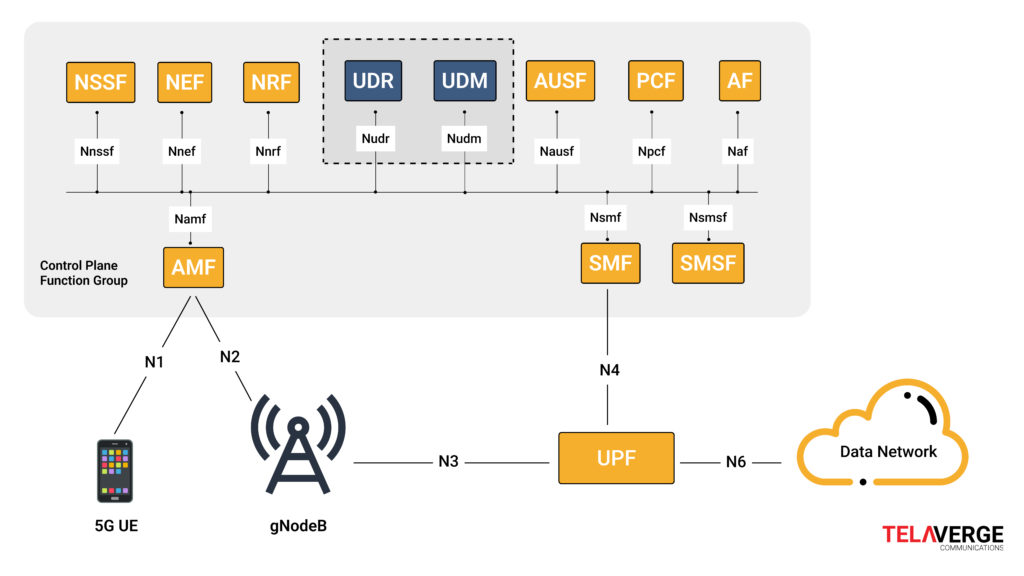 NSSF
NEF
NRF
UDR
UDM
AUSF
PCF
AF
Nnssf
Nnef
Nnrf
Nudr
Nudm
Nausf
Npcf
Naf
Namf
Nsmf
Nsmsf
Control Plane
Function Group
AMF
SMF
SMSF
N1
N2
N4
N3
UPF
N6
Data Network
5G UE
gNodeB
TELAVERGE
COMMUNICATIONS